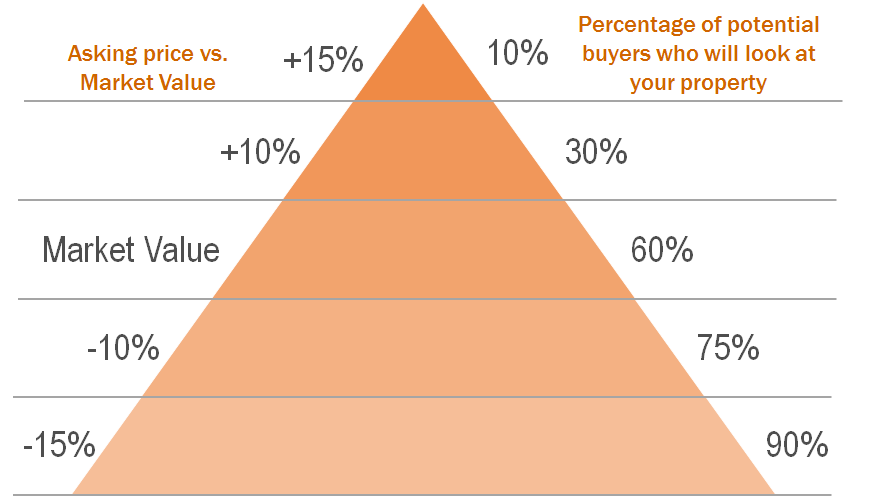 Asking price vs.
Market Value
Percentage of potential
buyers who will look at
your property
+15%
10%
+10%
30%
Market Value
60%
-10%
75%
-15%
90%